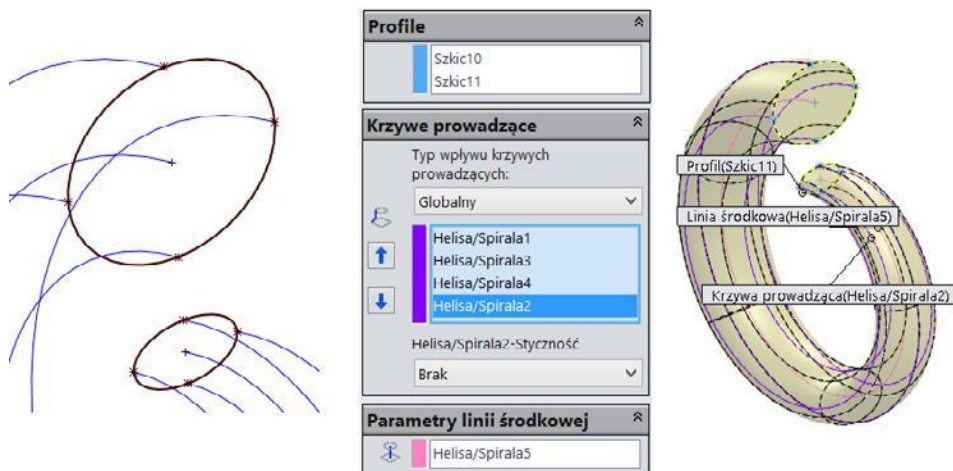 Profile
Szkic10
Szkic11
Krzywe prowadzące
Typ wpływu krzywych
prowadzących:
Globalny
Helisa/Spirala1
Helisa/Spirala3
Helisa/Spirala4
Helisa/Spirala2
Helisa/Spirala2-Styczność
Brak
Parametry linii środkowej
Helisa/Spirala5
Profil(Szkic11)
Linia środkowa(Helisa/Spirala5)
Krzywa prowadząca(Helisa/Spirala2)